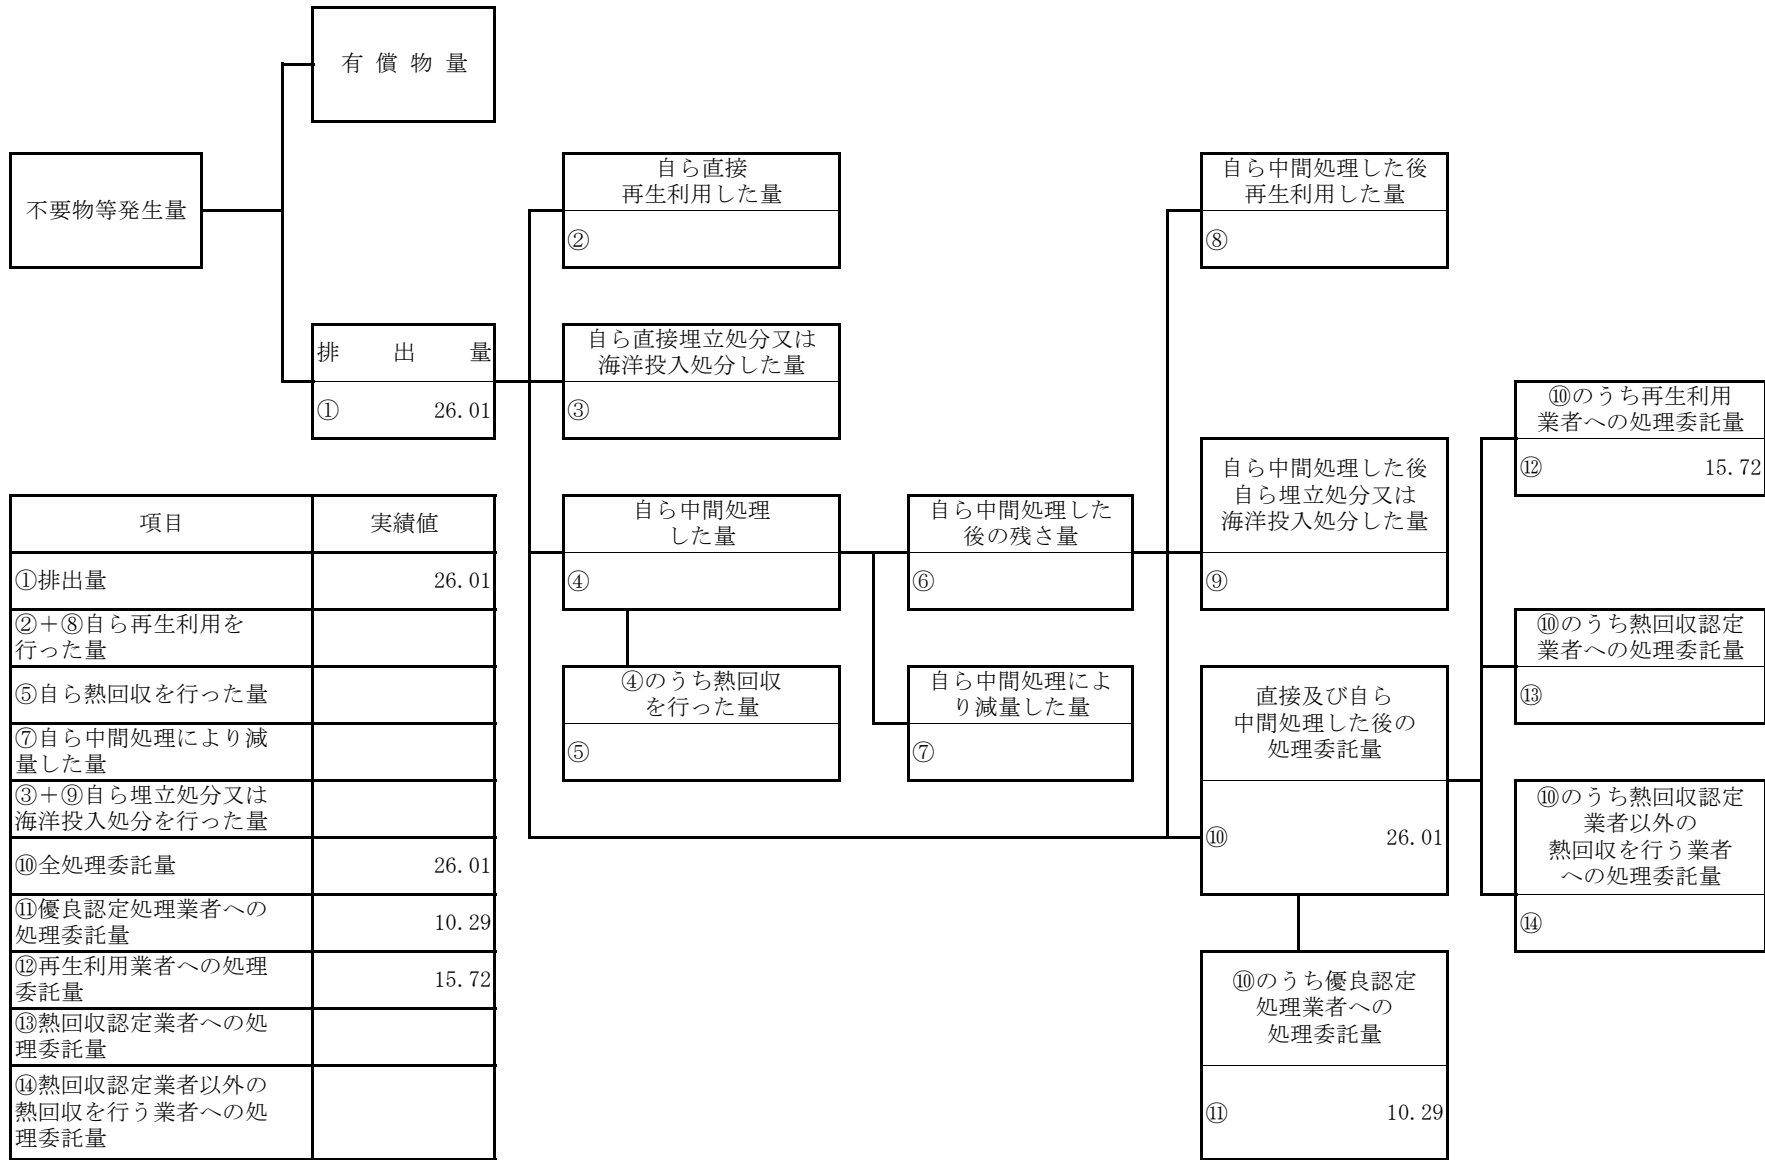 有償物量
不要物等発生量
自ら直接
再生利用した量
②
自ら中間処理した後
再生利用した量
⑧
排出量
① 26.01
自ら直接埋立処分又は
海洋投入処分した量
③
⑩のうち再生利用
業者への処理委託量
⑫ 15.72
自ら中間処理
した量
④
自ら中間処理した
後の残さ量
⑥
自ら中間処理した後
自ら埋立処分又は
海洋投入処分した量
⑨
⑩のうち熱回収認定
業者への処理委託量
⑬
④のうち熱回収
を行った量
⑤
自ら中間処理によ
り減量した量
⑦
直接及び自ら
中間処理した後の
処理委託量
⑩ 26.01
⑩のうち熱回収認定
業者以外の
熱回収を行う業者
への処理委託量
⑭
⑩のうち優良認定
処理業者への
処理委託量
⑪ 10.29
項目 実績値
①排出量 26.01
②＋⑧自ら再生利用を
行った量
⑤自ら熱回収を行った量
⑦自ら中間処理により減
量した量
③＋⑨自ら埋立処分又は
海洋投入処分を行った量
⑩全処理委託量 26.01
⑪優良認定処理業者への
処理委託量 10.29
⑫再生利用業者への処理
委託量 15.72
⑬熱回収認定業者への処
理委託量
⑭熱回収認定業者以外の
熱回収を行う業者への処
理委託量